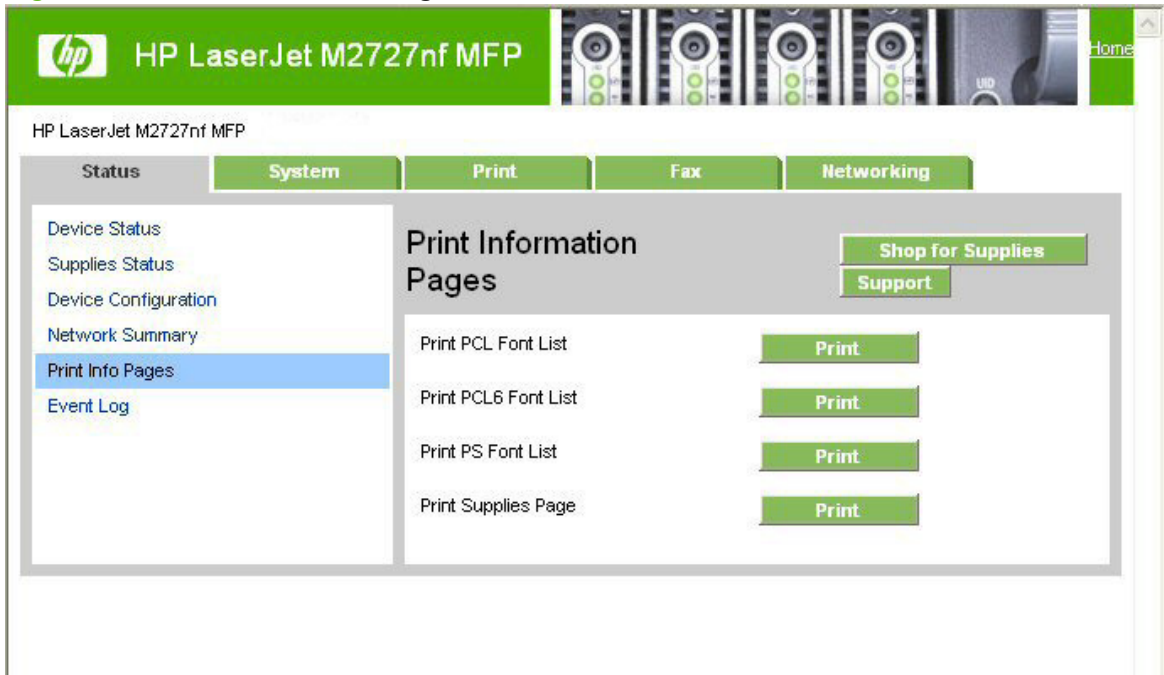 hp HP LaserJet M2727nf MFP
UID
Home
HP LaserJet M2727nf MFP
Status System Print Fax Networking
Device Status
Supplies Status
Device Configuration
Network Summary
Print Info Pages
Event Log
Print Information
Pages
Shop for Supplies
Support
Print PCL Font List Print
Print PCL6 Font List Print
Print PS Font List Print
Print Supplies Page Print